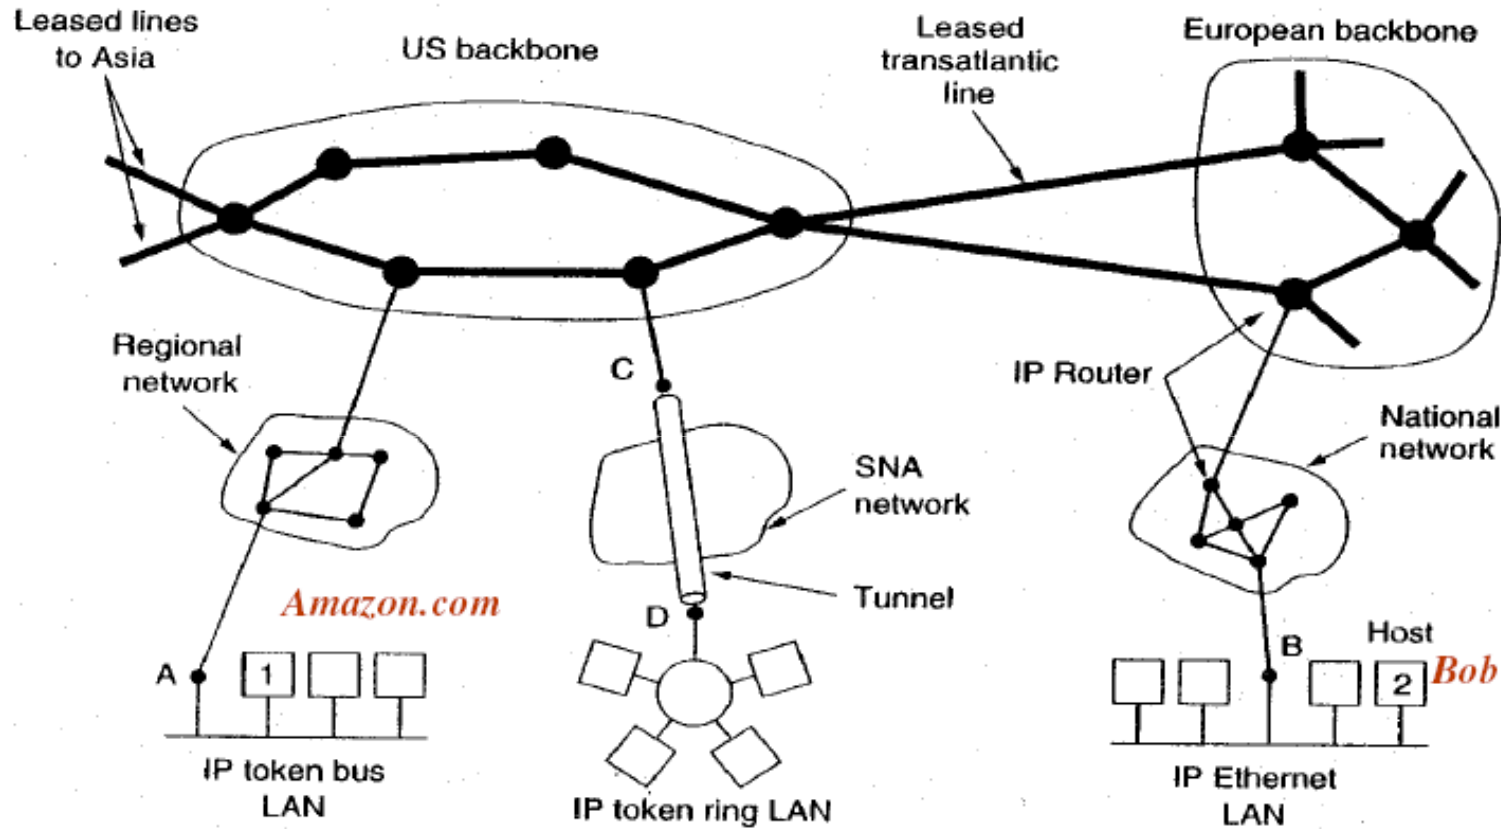 Leased lines
to Asia
US backbone
Leased
transatlantic
line
European backbone
Regional
network
C
IP Router
National
network
SNA
network
Amazon.com
Tunnel
D
A
1
B
Host
2
Bob
IP token bus
LAN
IP token ring LAN
IP Ethernet
LAN